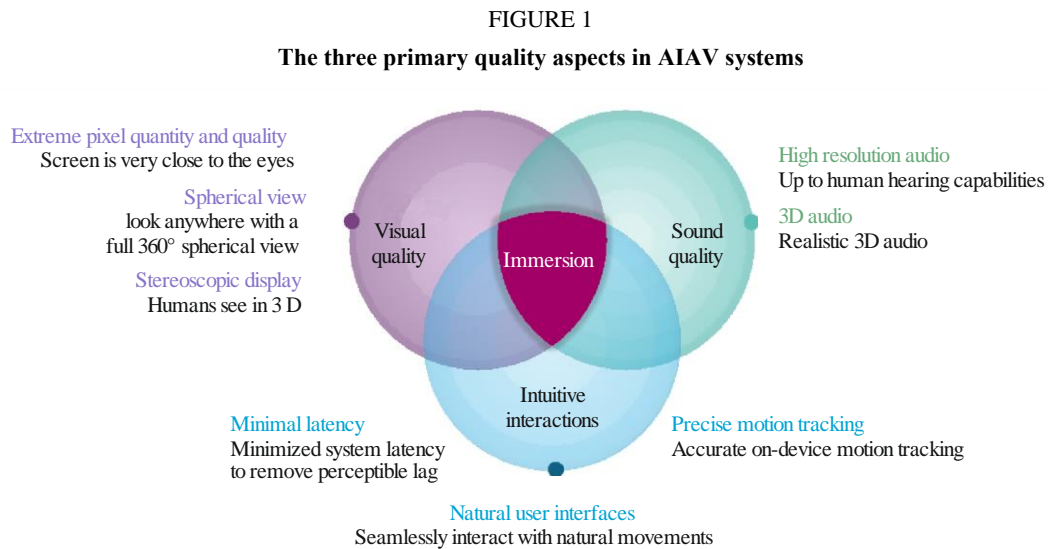 FIGURE 1
The three primary quality aspects in AIAV systems
Extreme pixel quantity and quality
Screen is very close to the eyes
Spherical view
look anywhere with a
full 360° spherical view
Stereoscopic display
Humans see in 3 D
Visual
quality
Immersion
Sound
quality
High resolution audio
Up to human hearing capabilities
3D audio
Realistic 3D audio
Intuitive
interactions
Minimal latency
Minimized system latency
to remove perceptible lag
Precise motion tracking
Accurate on-device motion tracking
Natural user interfaces
Seamlessly interact with natural movements